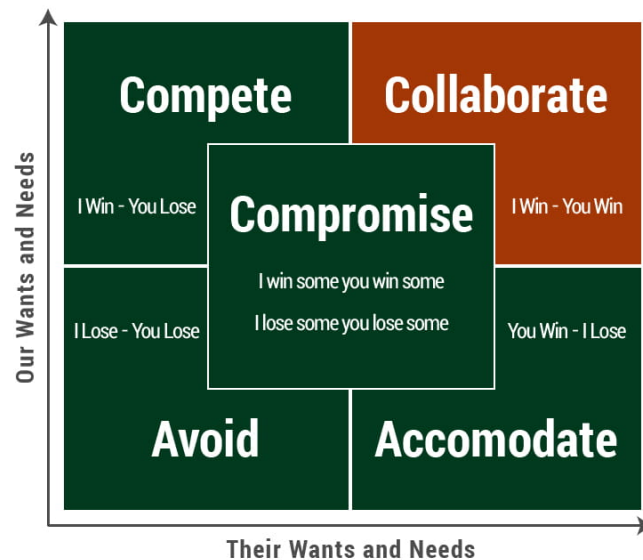 Compete
Collaborate
I Win - You Lose
Compromise
I win some you win some
I lose some you lose some
I Win - You Win
I Lose - You Lose
You Win - I Lose
Avoid
Accomodate
Our Wants and Needs
Their Wants and Needs